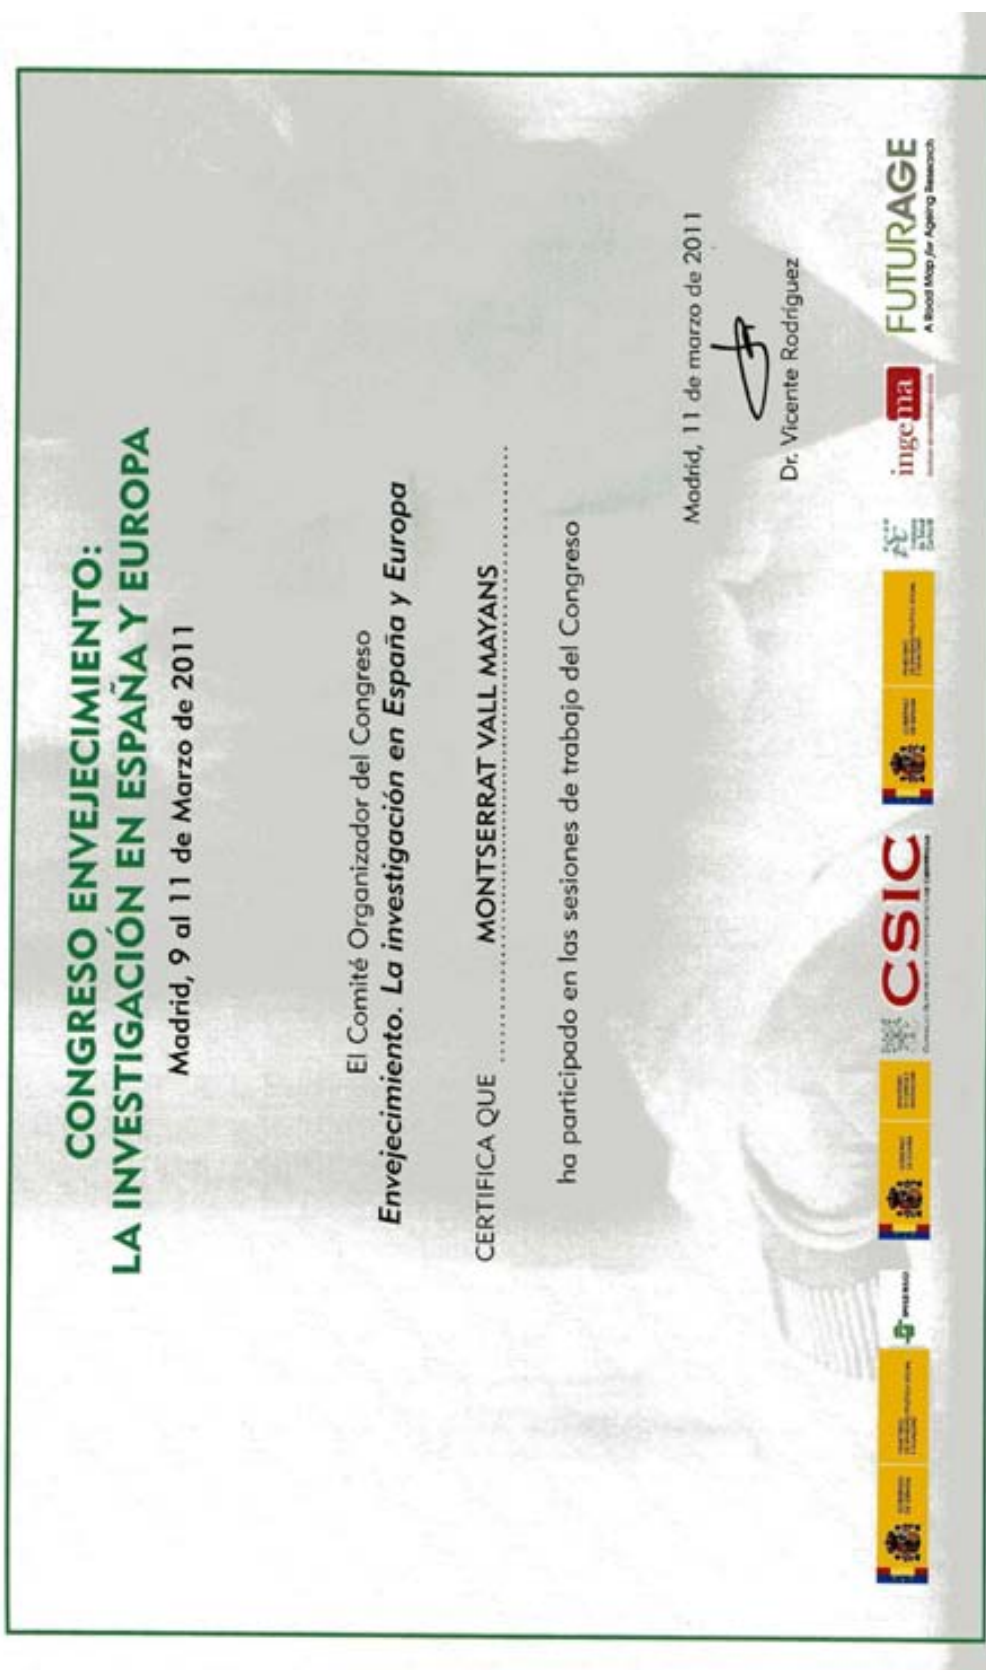 CONGRESO ENVEJECIMIENTO:
LA INVESTIGACIÓN EN ESPAÑA Y EUROPA
Madrid, 9 al 11 de Marzo de 2011
El Comité Organizador del Congreso
Envejecimiento. La investigación en España y Europa
CERTIFICA QUE MONTSERRAT VALL MAYANS
ha participado en las sesiones de trabajo del Congreso
Madrid, 11 de marzo de 2011
Dr. Vicente Rodríguez
CSIC
ingema
FUTURAGE
A Road Map for Ageing Research